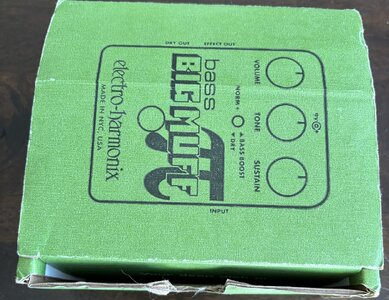 DRY OUT EFFECT OUT
VOLUME
TONE
SUSTAIN
9V
NORM •
▲ BASS BOOST
▼ DRY
bass
BIG MUFF
π
electro-harmonix
MADE IN NYC, USA
INPUT